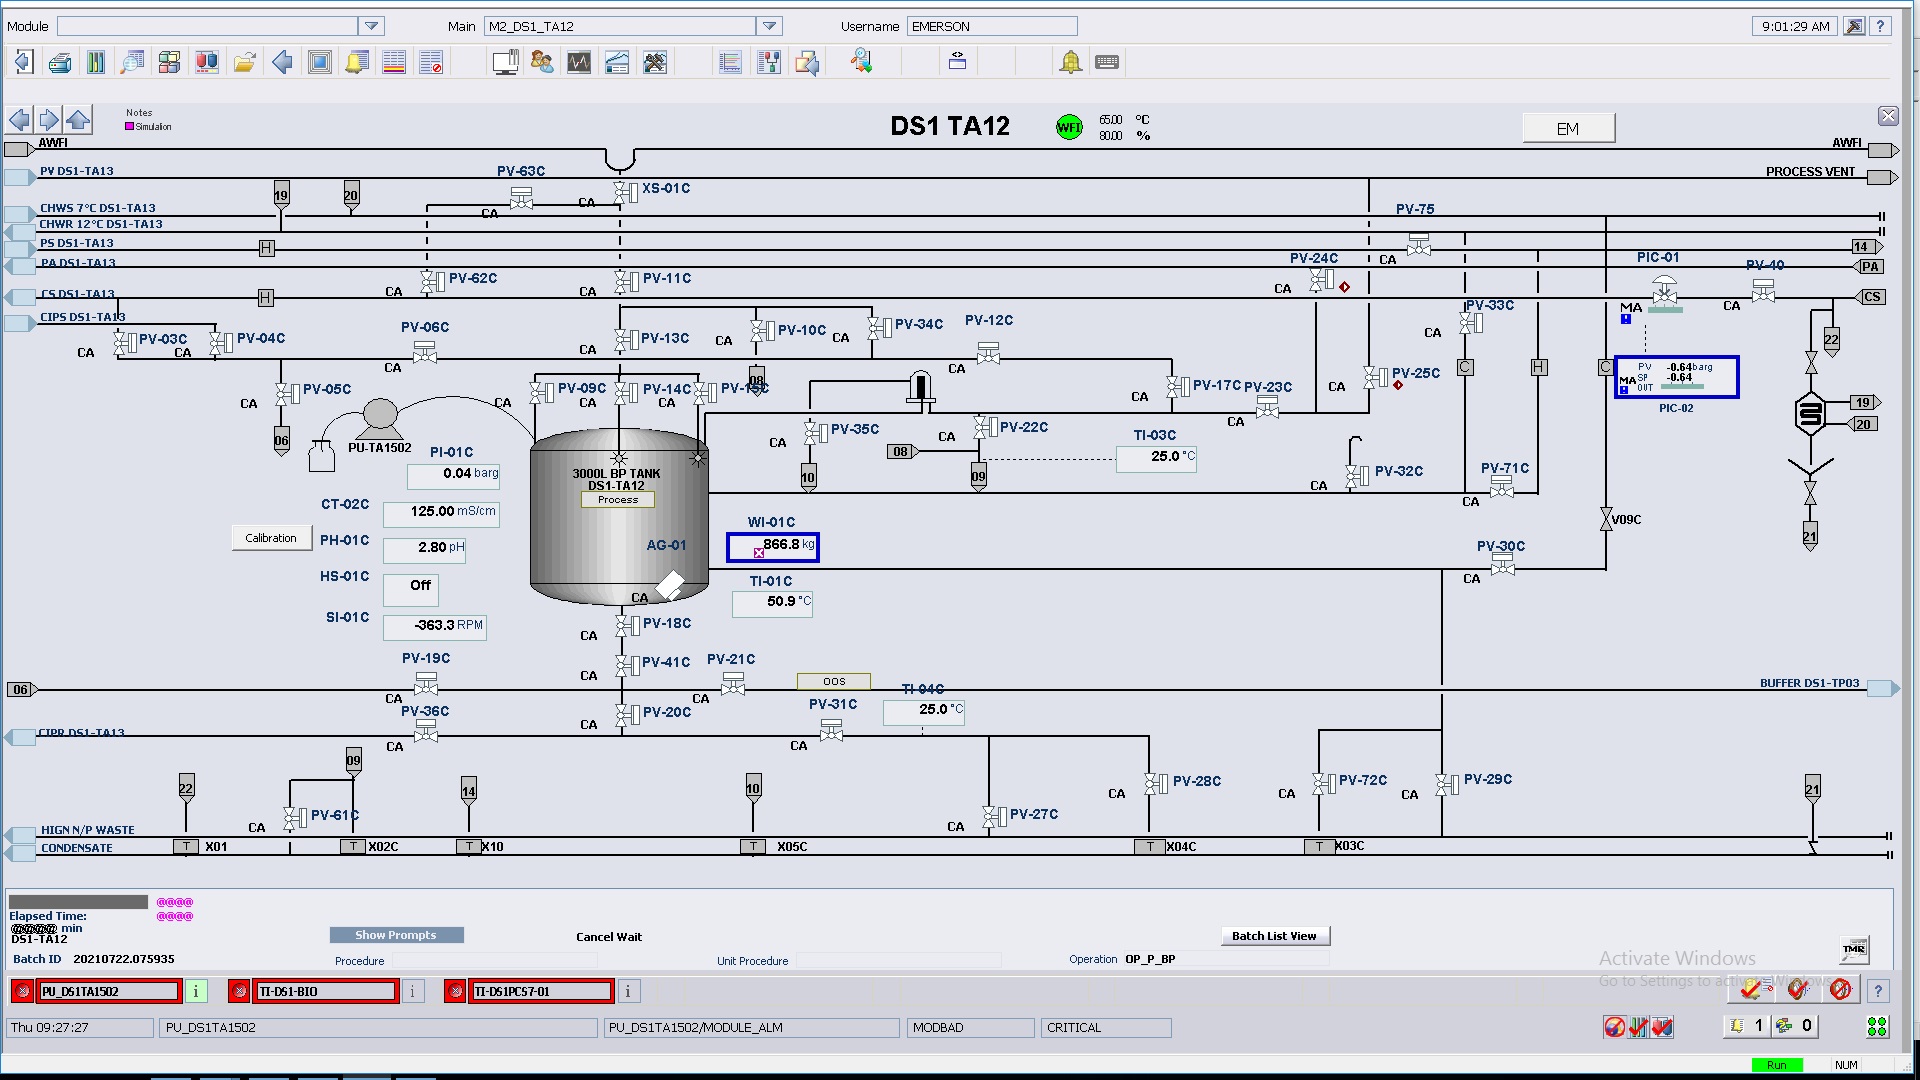 Module
Main M2_DS1_TA12
Username EMERSON
9:01:29 AM
?
Notes
Simulation
DS1 TA12
WFI
65.00 °C
80.00 %
EM
AWFI
AWFI
PV DS1-TA13
PROCESS VENT
PV-63C
XS-01C
CA
CA
19
20
CHWS 7°C DS1-TA13
CHWR 12°C DS1-TA13
PV-75
PS DS1-TA13
H
CA
14
PA DS1-TA13
PA
PV-62C
PV-11C
PV-24C
PIC-01
PV-40
CA
CA
CA
CA
CS DS1-TA13
H
CS
MA
CIPS DS1-TA13
PV-03C
PV-04C
PV-06C
PV-13C
PV-10C
PV-34C
PV-12C
PV-33C
CA
CA
CA
CA
CA
CA
CA
CA
22
PV-05C
PV-09C
PV-14C
PV-15C
08
PV-17C
PV-23C
PV-25C
C
H
C
CA
CA
CA
CA
CA
CA
CA
PV -0.64 barg
MA SP -0.64
OUT
PIC-02
19
20
06
PU-TA1502
PV-35C
PV-22C
CA
CA
08
TI-03C
25.0 °C
PI-01C
0.04 barg
3000L BP TANK
DS1-TA12
Process
10
09
PV-32C
CA
PV-71C
CA
CT-02C
125.00 mS/cm
WI-01C
866.8 kg
V09C
21
Calibration
PH-01C
2.80 pH
AG-01
PV-30C
CA
HS-01C
Off
TI-01C
50.9 °C
CA
SI-01C
-363.3 RPM
PV-18C
CA
PV-19C
PV-41C
PV-21C
CA
CA
CA
06
OOS
BUFFER DS1-TP03
PV-36C
PV-20C
PV-31C
TI-04C
25.0 °C
CIPR DS1-TA13
CA
CA
CA
22
09
14
10
PV-28C
PV-72C
PV-29C
CA
CA
CA
21
PV-61C
PV-27C
CA
CA
HIGN N/P WASTE
CONDENSATE
T X01
T X02C
T X10
T X05C
T X04C
T X03C
@@@@
Elapsed Time: @@@@
@@@@ min
DS1-TA12
Show Prompts
Cancel Wait
Batch List View
Batch ID 20210722.075935
Procedure
Unit Procedure
Operation OP_P_BP
TMR
Activate Windows
Go to Settings to activate Windows.
PU_DS1TA1502
i
TI-DS1-BIO
i
TI-DS1PCS7-01
i
?
Thu 09:27:27
PU_DS1TA1502
PU_DS1TA1502/MODULE_ALM
MODBAD
CRITICAL
1
0
Run
NUM